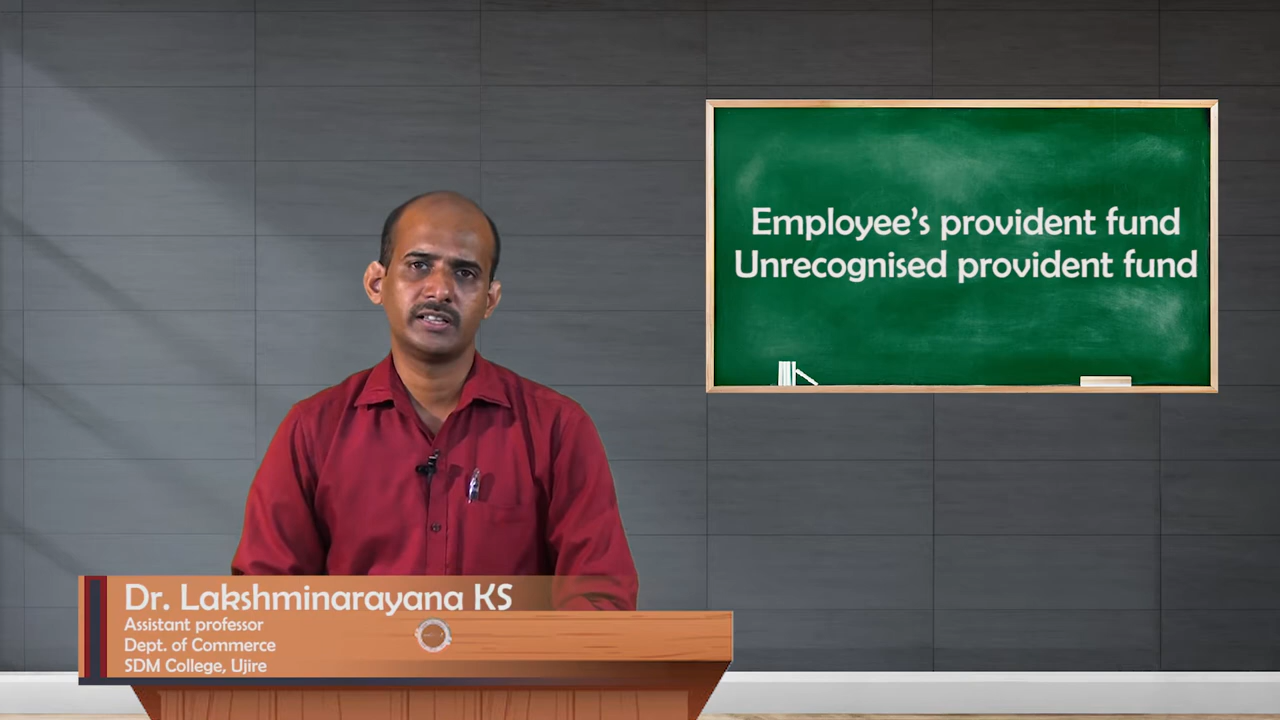 Employee's provident fund
Unrecognised provident fund
Dr. Lakshminarayana KS
Assistant professor
Dept. of Commerce
SDM College, Ujire